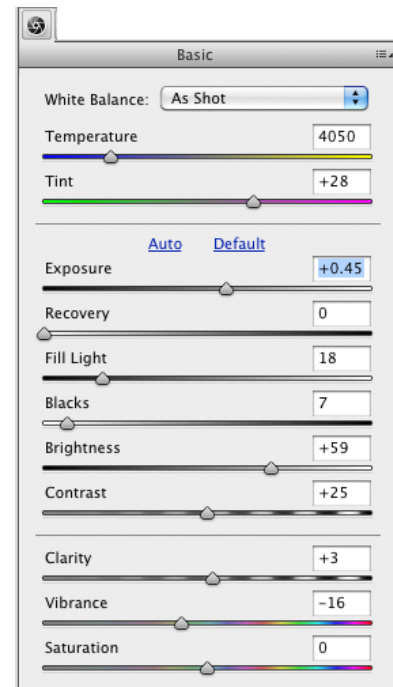 Basic
White Balance: As Shot
Temperature 4050
Tint +28
Auto Default
Exposure +0.45
Recovery 0
Fill Light 18
Blacks 7
Brightness +59
Contrast +25
Clarity +3
Vibrance -16
Saturation 0